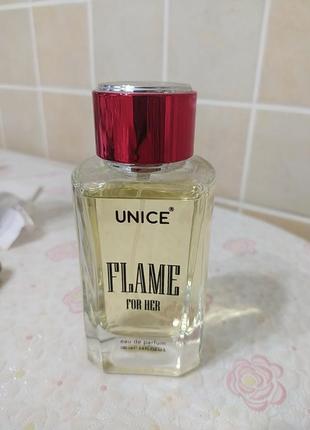 UNICE®
FLAME
FOR HER
eau de parfum